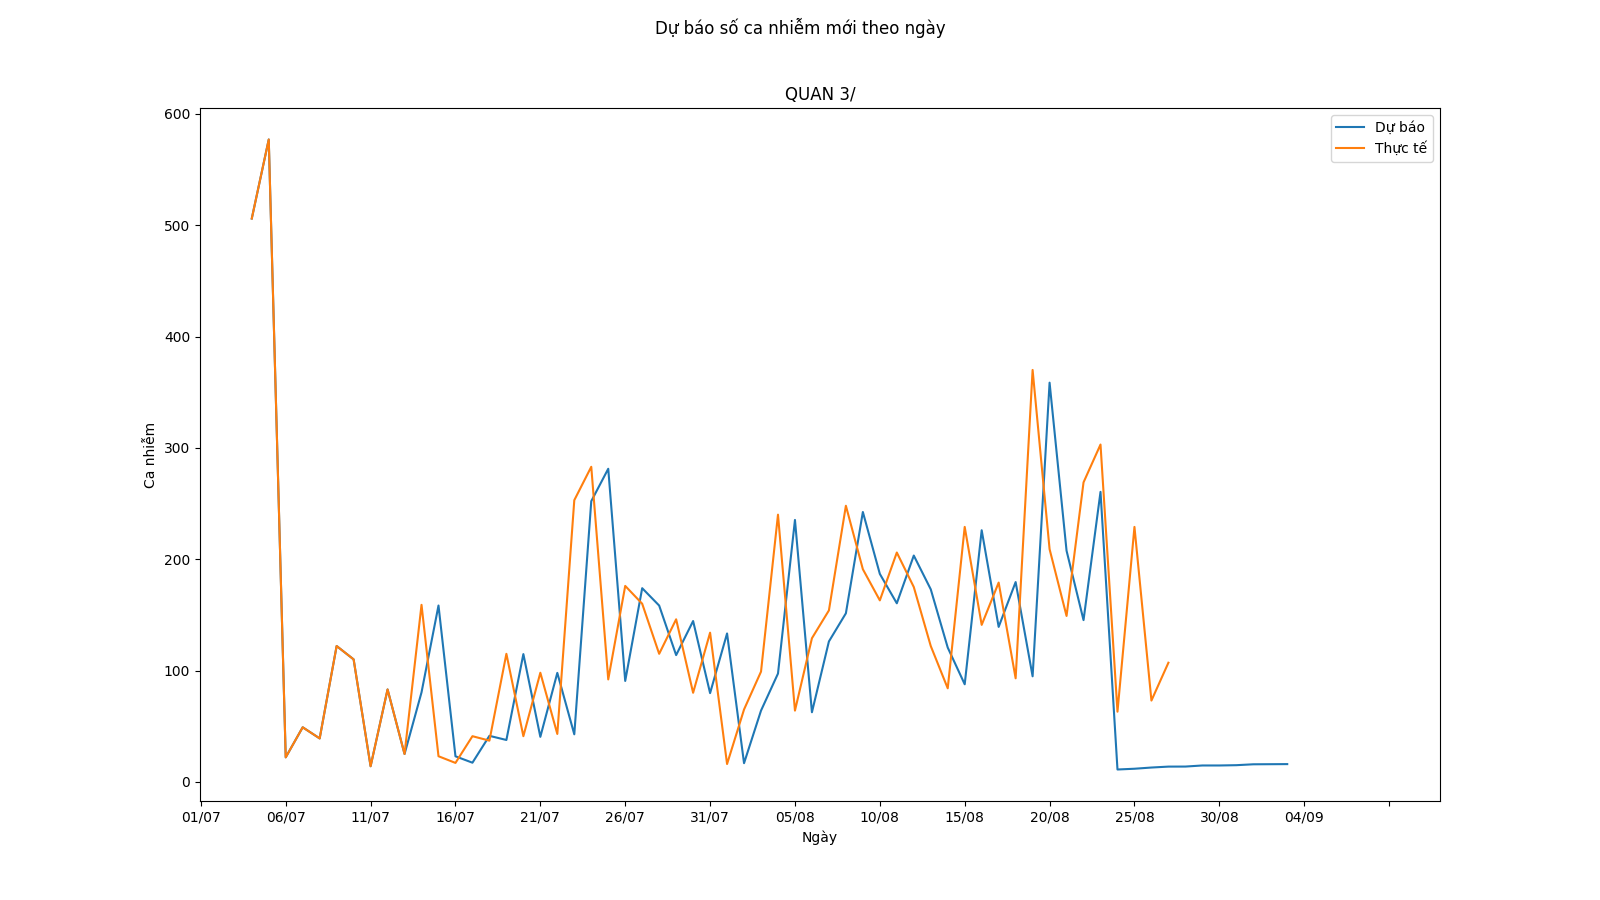 Dự báo số ca nhiễm mới theo ngày
QUAN 3/
Dự báo
Thực tế
600
500
400
300
200
100
0
Ca nhiễm
01/07 06/07 11/07 16/07 21/07 26/07 31/07 05/08 10/08 15/08 20/08 25/08 30/08 04/09
Ngày